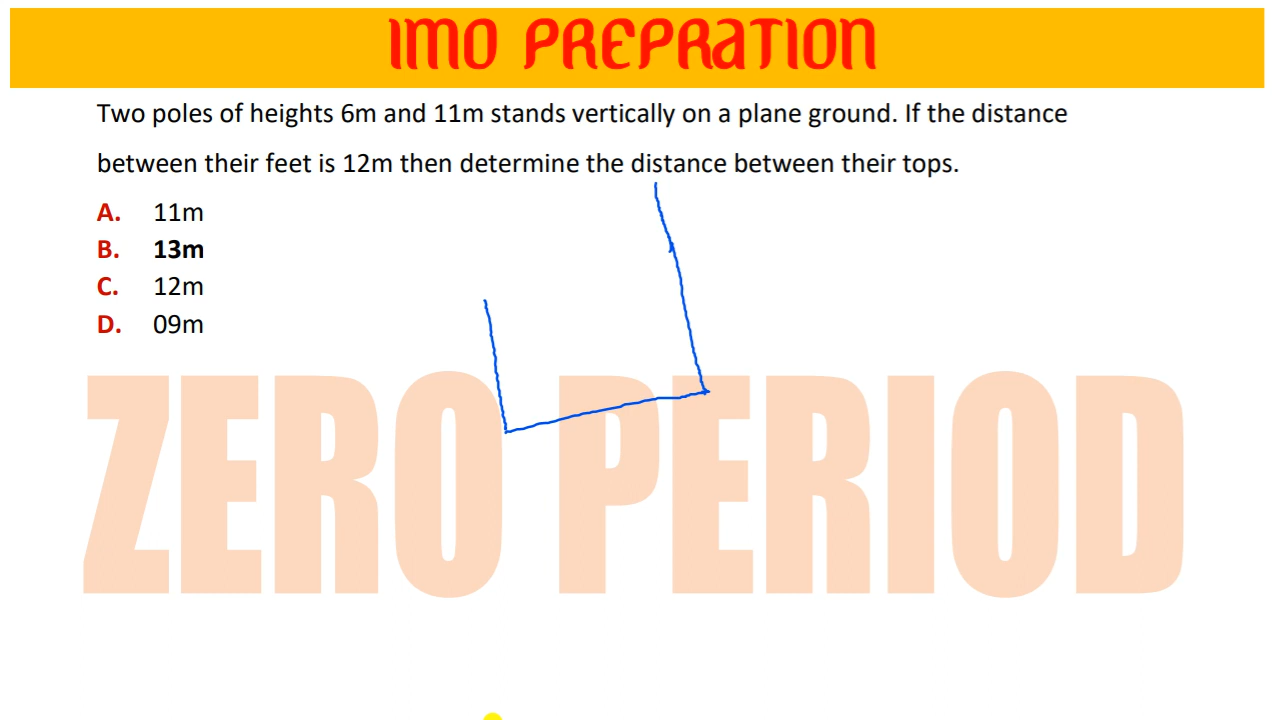 IMO PREPRATION
Two poles of heights 6m and 11m stands vertically on a plane ground. If the distance
between their feet is 12m then determine the distance between their tops.
A. 11m
B. 13m
C. 12m
D. 09m
ZERO PERIOD